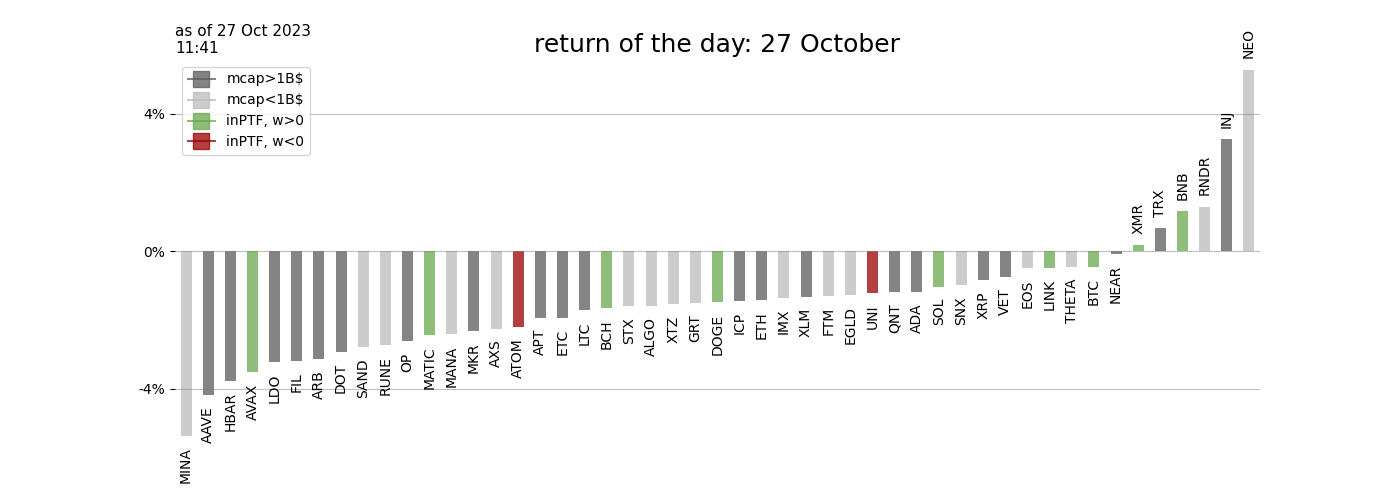 as of 27 Oct 2023
11:41
return of the day: 27 October
mcap>1B$
mcap<1B$
inPTF, w>0
inPTF, w<0
4%
0%
-4%
MINA
AAVE
HBAR
AVAX
LDO
FIL
ARB
DOT
SAND
RUNE
OP
MATIC
MANA
MKR
AXS
ATOM
APT
ETC
LTC
BCH
STX
ALGO
XTZ
GRT
DOGE
ICP
ETH
IMX
XLM
FTM
EGLD
UNI
QNT
ADA
SOL
SNX
XRP
VET
EOS
LINK
THETA
BTC
NEAR
XMR
TRX
BNB
RNDR
INJ
NEO